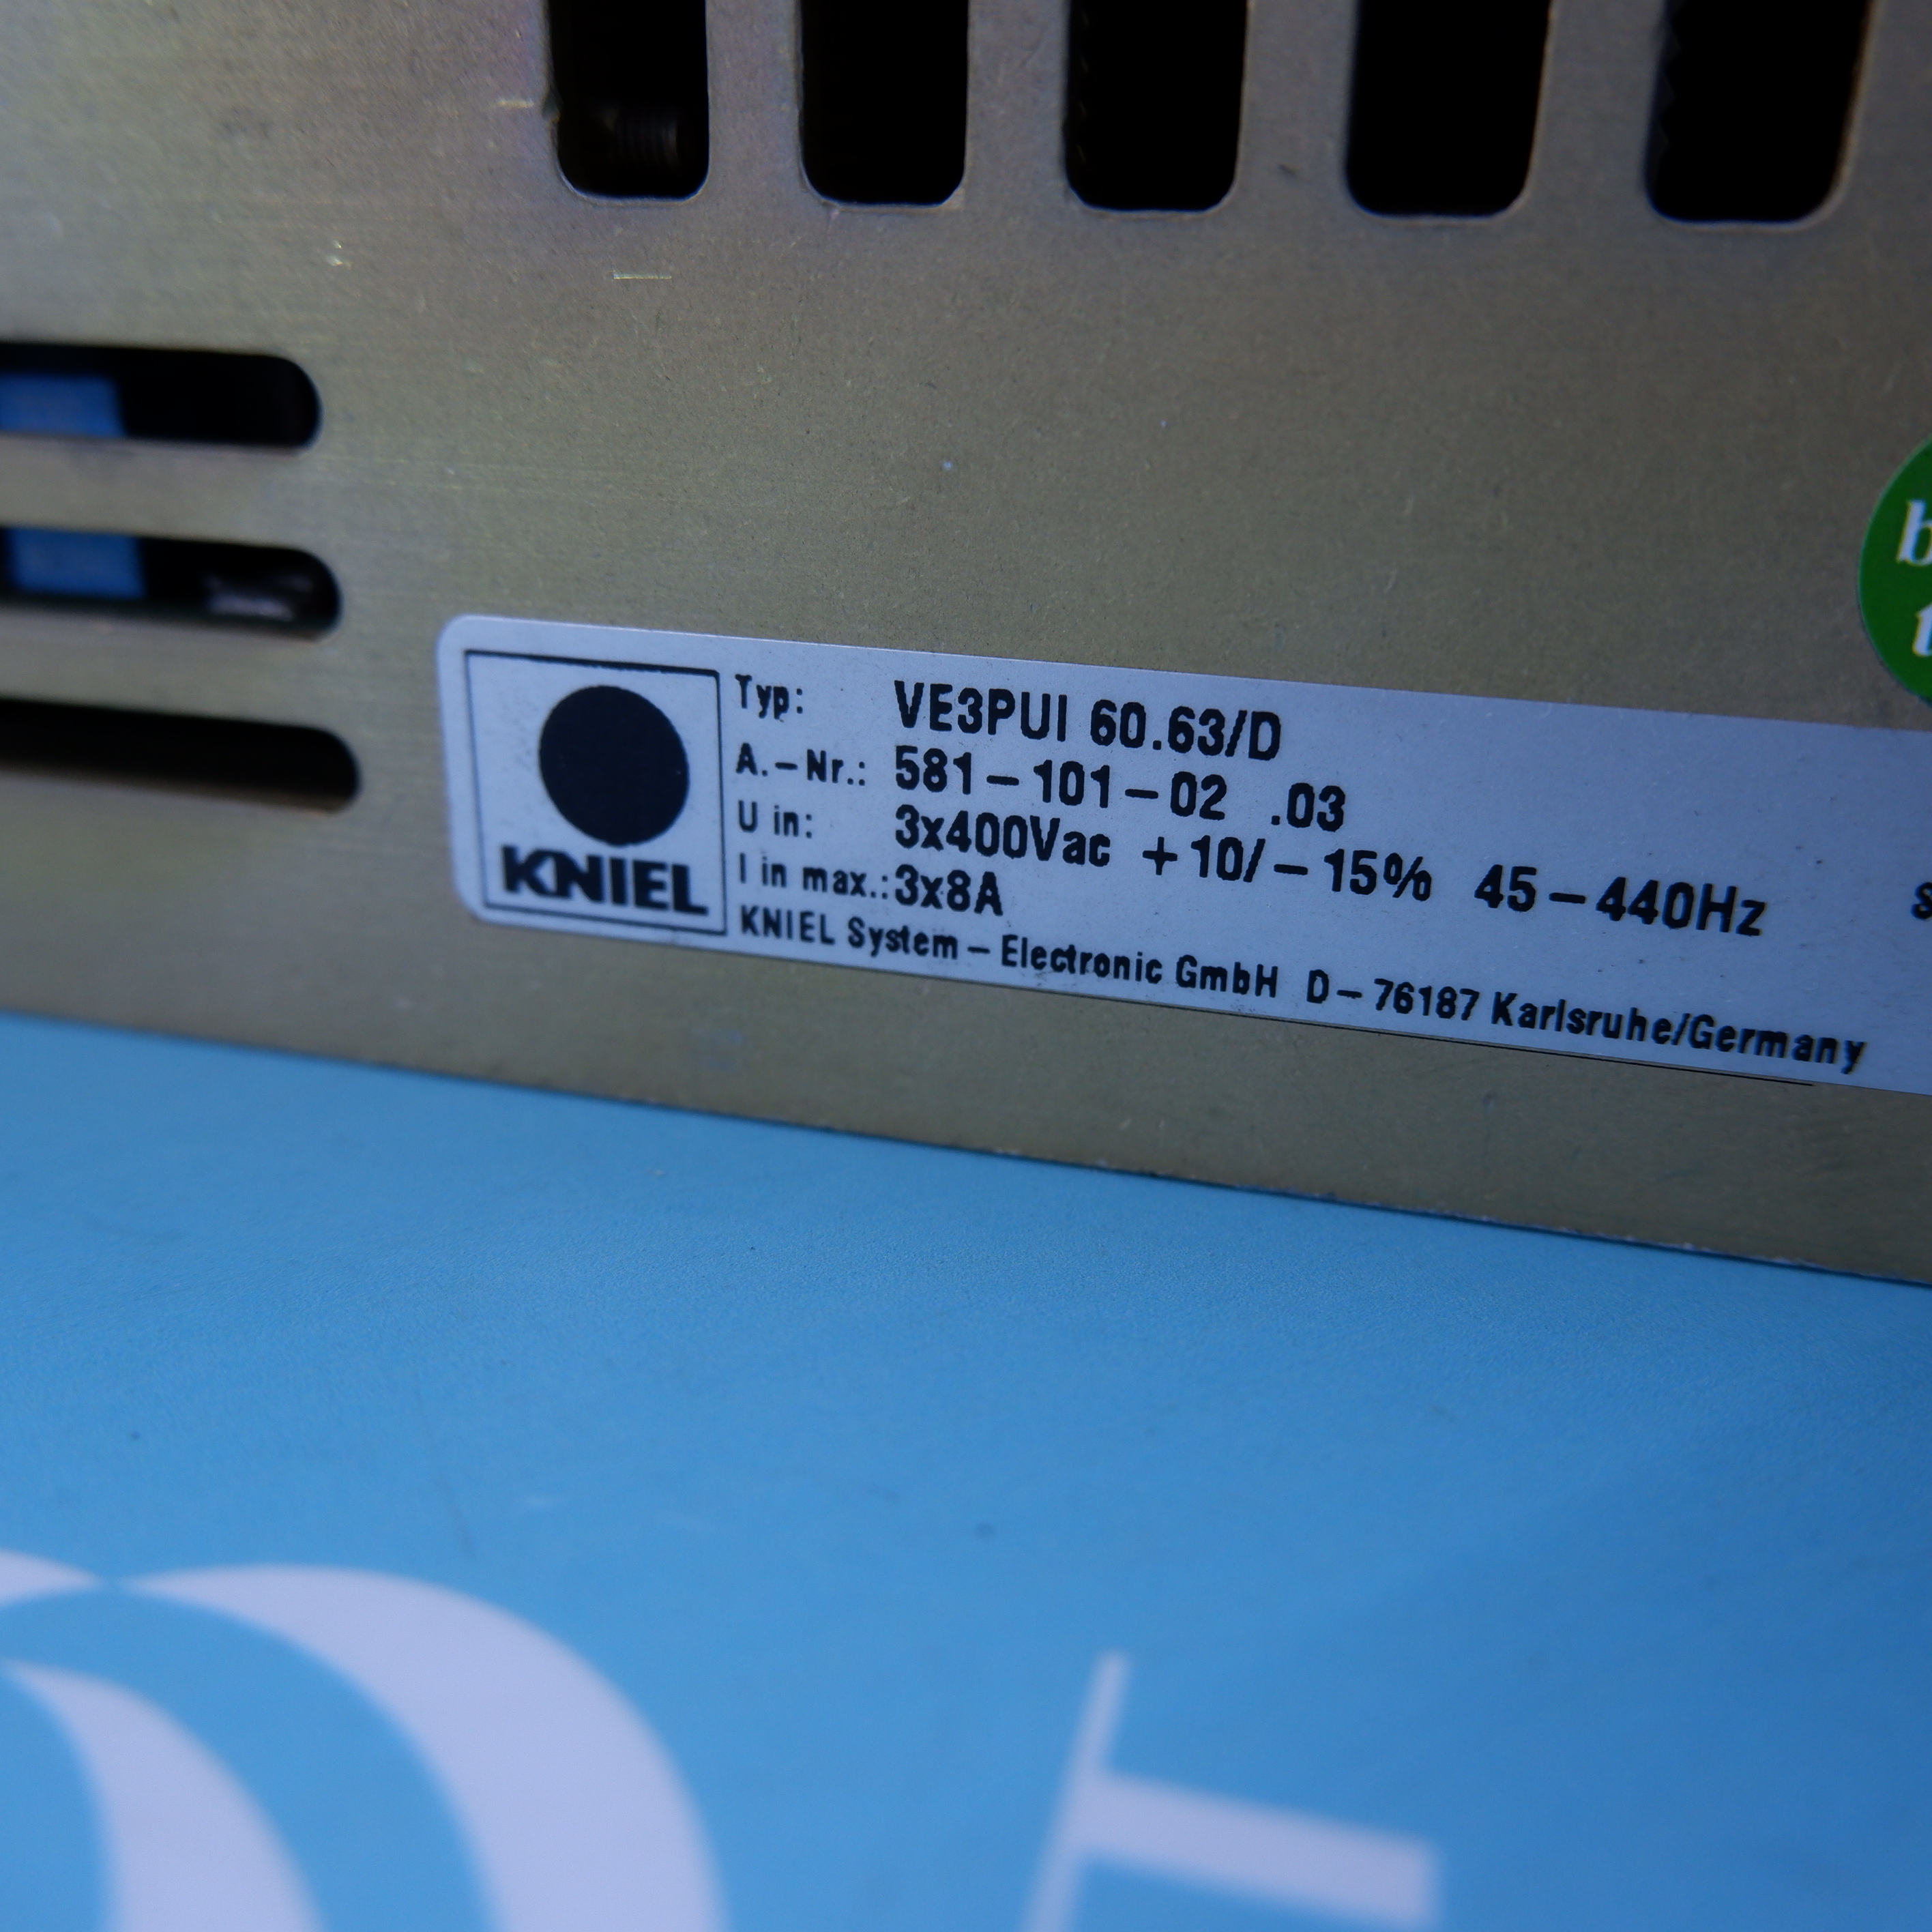 KNIEL
Typ: VE3PUI 60.63/D
A.-Nr.: 581-101-02 .03
U in: 3x400Vac +10/-15% 45-440Hz
I in max.: 3x8A
KNIEL System-Electronic GmbH D-76187 Karlsruhe/Germany